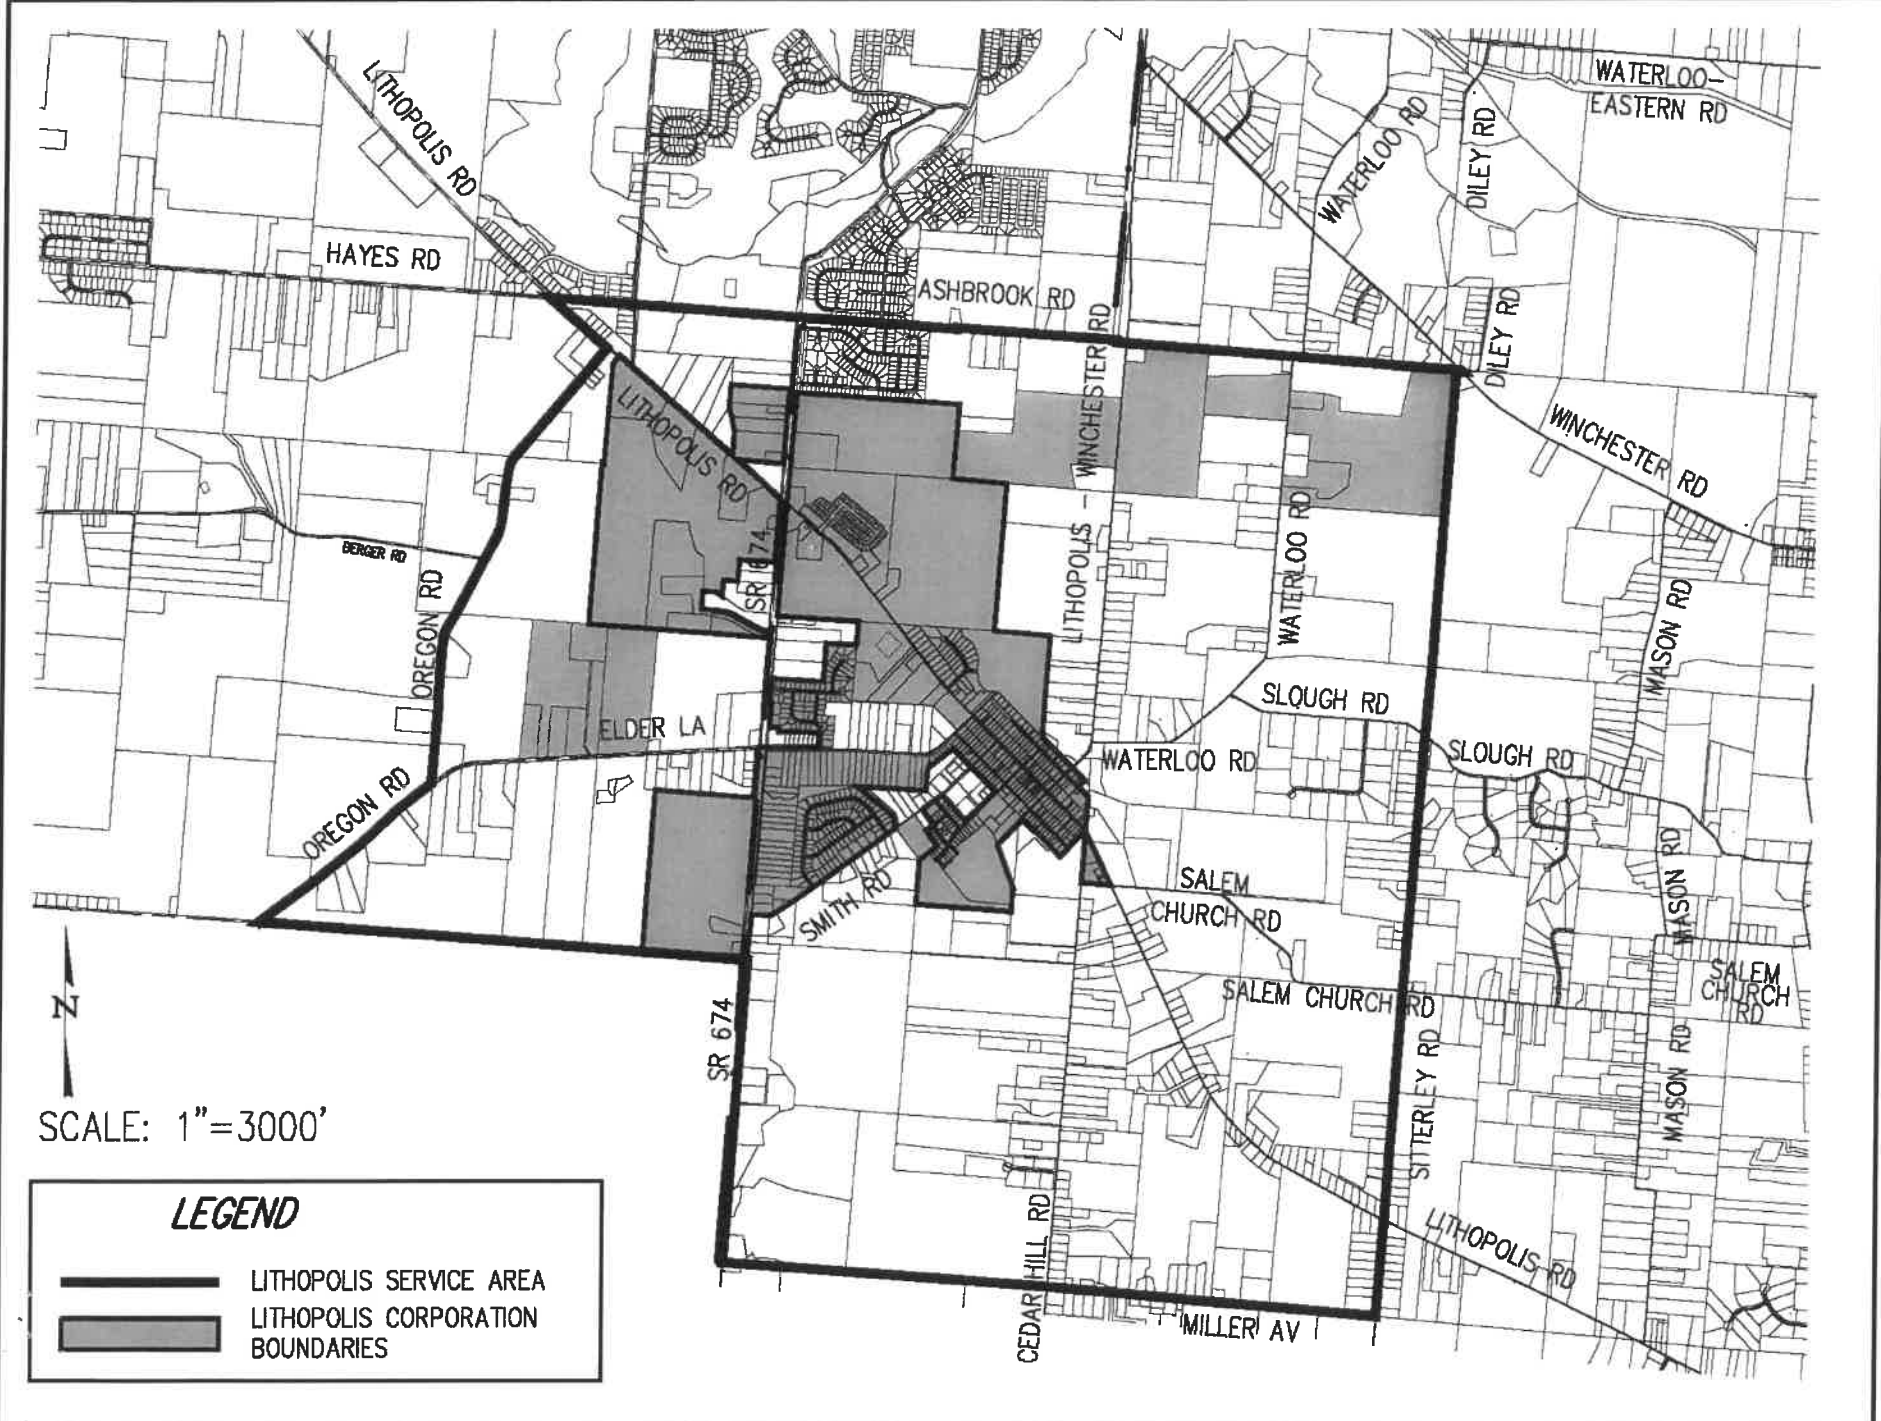 WATERLOO-
EASTERN RD
LITHOPOLIS RD
WATERLOO RD
DILEY RD
HAYES RD
ASHBROOK RD
DILEY RD
LITHOPOLIS - WINCHESTER RD
LITHOPOLIS RD
WINCHESTER RD
BERGER RD
SR 674
WATERLOO RD
OREGON RD
MASON RD
SLOUGH RD
ELDER LA
WATERLOO RD
SLOUGH RD
OREGON RD
SMITH RD
SALEM
CHURCH RD
MASON RD
SALEM
CHURCH
RD
SALEM CHURCH RD
N
SR 674
SITTERLEY RD
MASON RD
SCALE: 1"=3000'
CEDAR HILL RD
LITHOPOLIS RD
MILLER AV
LEGEND
LITHOPOLIS SERVICE AREA
LITHOPOLIS CORPORATION
BOUNDARIES